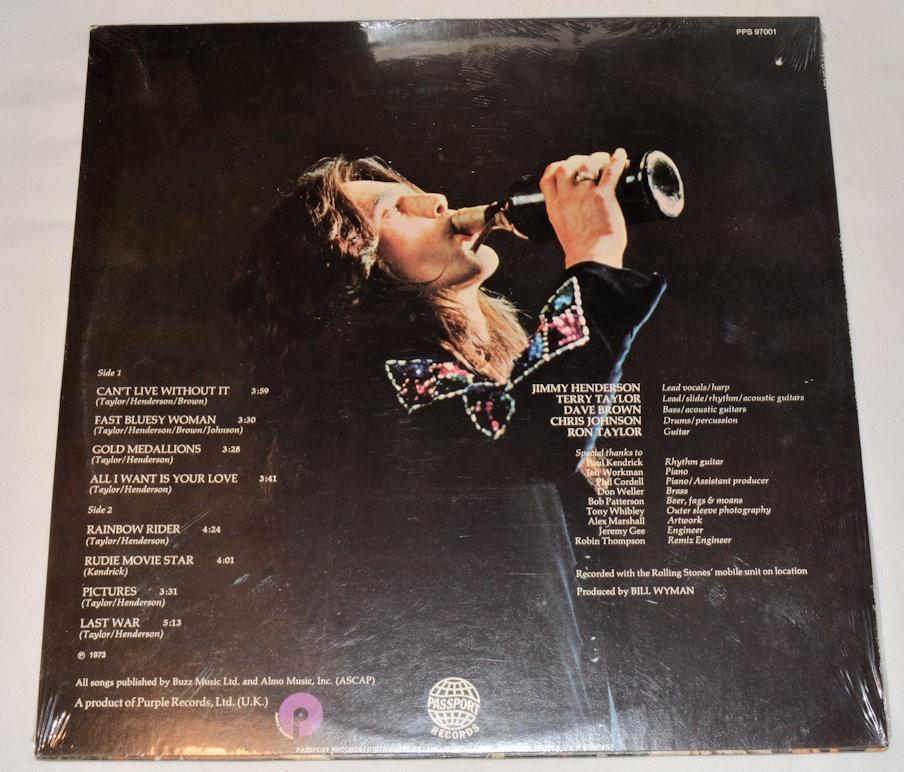 PPS 97001
Side 1
CAN'T LIVE WITHOUT IT 3:59
(Taylor/Henderson/Brown)
FAST BLUESY WOMAN 3:30
(Taylor/Henderson/Brown/Johnson)
GOLD MEDALLIONS 3:28
(Taylor/Henderson)
ALL I WANT IS YOUR LOVE 3:41
(Taylor/Henderson)
Side 2
RAINBOW RIDER 4:24
(Taylor/Henderson)
RUDIE MOVIE STAR 4:01
(Kendrick)
PICTURES 3:31
(Taylor/Henderson)
LAST WAR 5:13
(Taylor/Henderson)
℗ 1973
All songs published by Buzz Music Ltd. and Almo Music, Inc. (ASCAP)
A product of Purple Records, Ltd. (U.K.)
JIMMY HENDERSON Lead vocals/harp
TERRY TAYLOR Lead/slide/rhythm/acoustic guitars
DAVE BROWN Bass/acoustic guitars
CHRIS JOHNSON Drums/percussion
RON TAYLOR Guitar
Special thanks to
Paul Kendrick Rhythm guitar
Jeff Workman Piano
Phil Cordell Piano/Assistant producer
Don Weller Brass
Bob Patterson Beer, fags & moans
Tony Whibley Outer sleeve photography
Alex Marshall Artwork
Jeremy Gee Engineer
Robin Thompson Remix Engineer
Recorded with the Rolling Stones' mobile unit on location
Produced by BILL WYMAN
PASSPORT
RECORDS
PASSPORT RECORDS/DISTRIBUTED BY
COMPANY